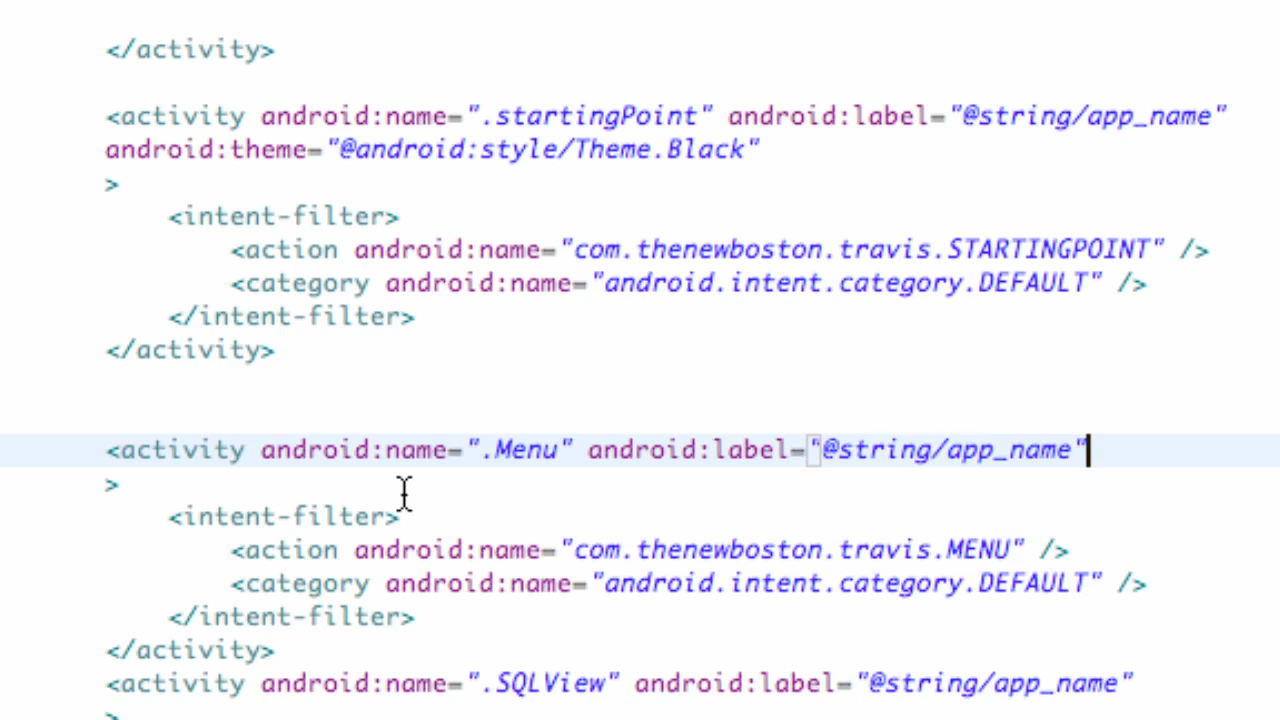 </activity>
<activity android:name=".startingPoint" android:label="@string/app_name"
android:theme="@android:style/Theme.Black"
>
<intent-filter>
<action android:name="com.thenewboston.travis.STARTINGPOINT" />
<category android:name="android.intent.category.DEFAULT" />
</intent-filter>
</activity>
<activity android:name=".Menu" android:label="@string/app_name"
>
<intent-filter>
<action android:name="com.thenewboston.travis.MENU" />
<category android:name="android.intent.category.DEFAULT" />
</intent-filter>
</activity>
<activity android:name=".SQLView" android:label="@string/app_name"
>